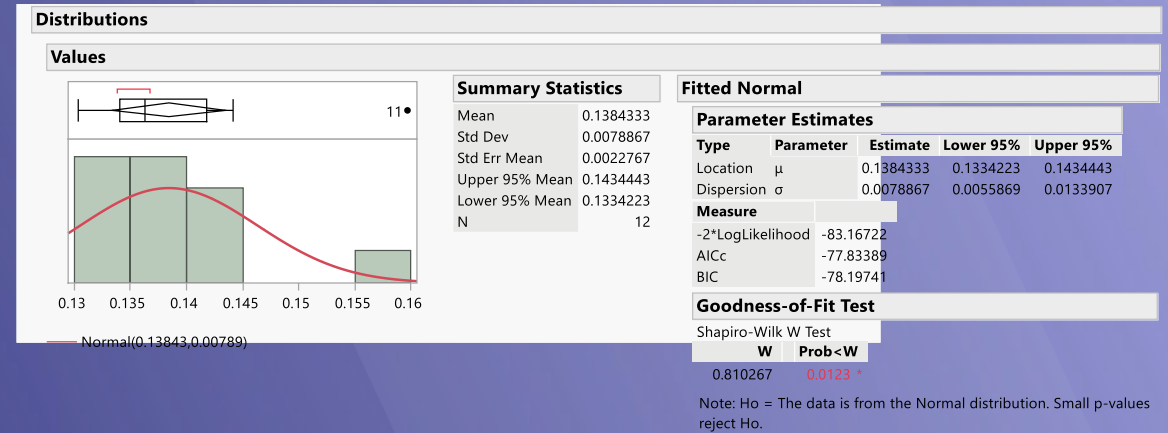 Distributions
Values
11
0.13 0.135 0.14 0.145 0.15 0.155 0.16
Normal(0.13843,0.00789)
Summary Statistics
Mean 0.1384333
Std Dev 0.0078867
Std Err Mean 0.0022767
Upper 95% Mean 0.1434443
Lower 95% Mean 0.1334223
N 12
Fitted Normal
Parameter Estimates
Type Parameter Estimate Lower 95% Upper 95%
Location μ 0.1384333 0.1334223 0.1434443
Dispersion σ 0.0078867 0.0055869 0.0133907
Measure
-2*LogLikelihood -83.16722
AICc -77.83389
BIC -78.19741
Goodness-of-Fit Test
Shapiro-Wilk W Test
W Prob<W
0.810267 0.0123 *
Note: Ho = The data is from the Normal distribution. Small p-values
reject Ho.